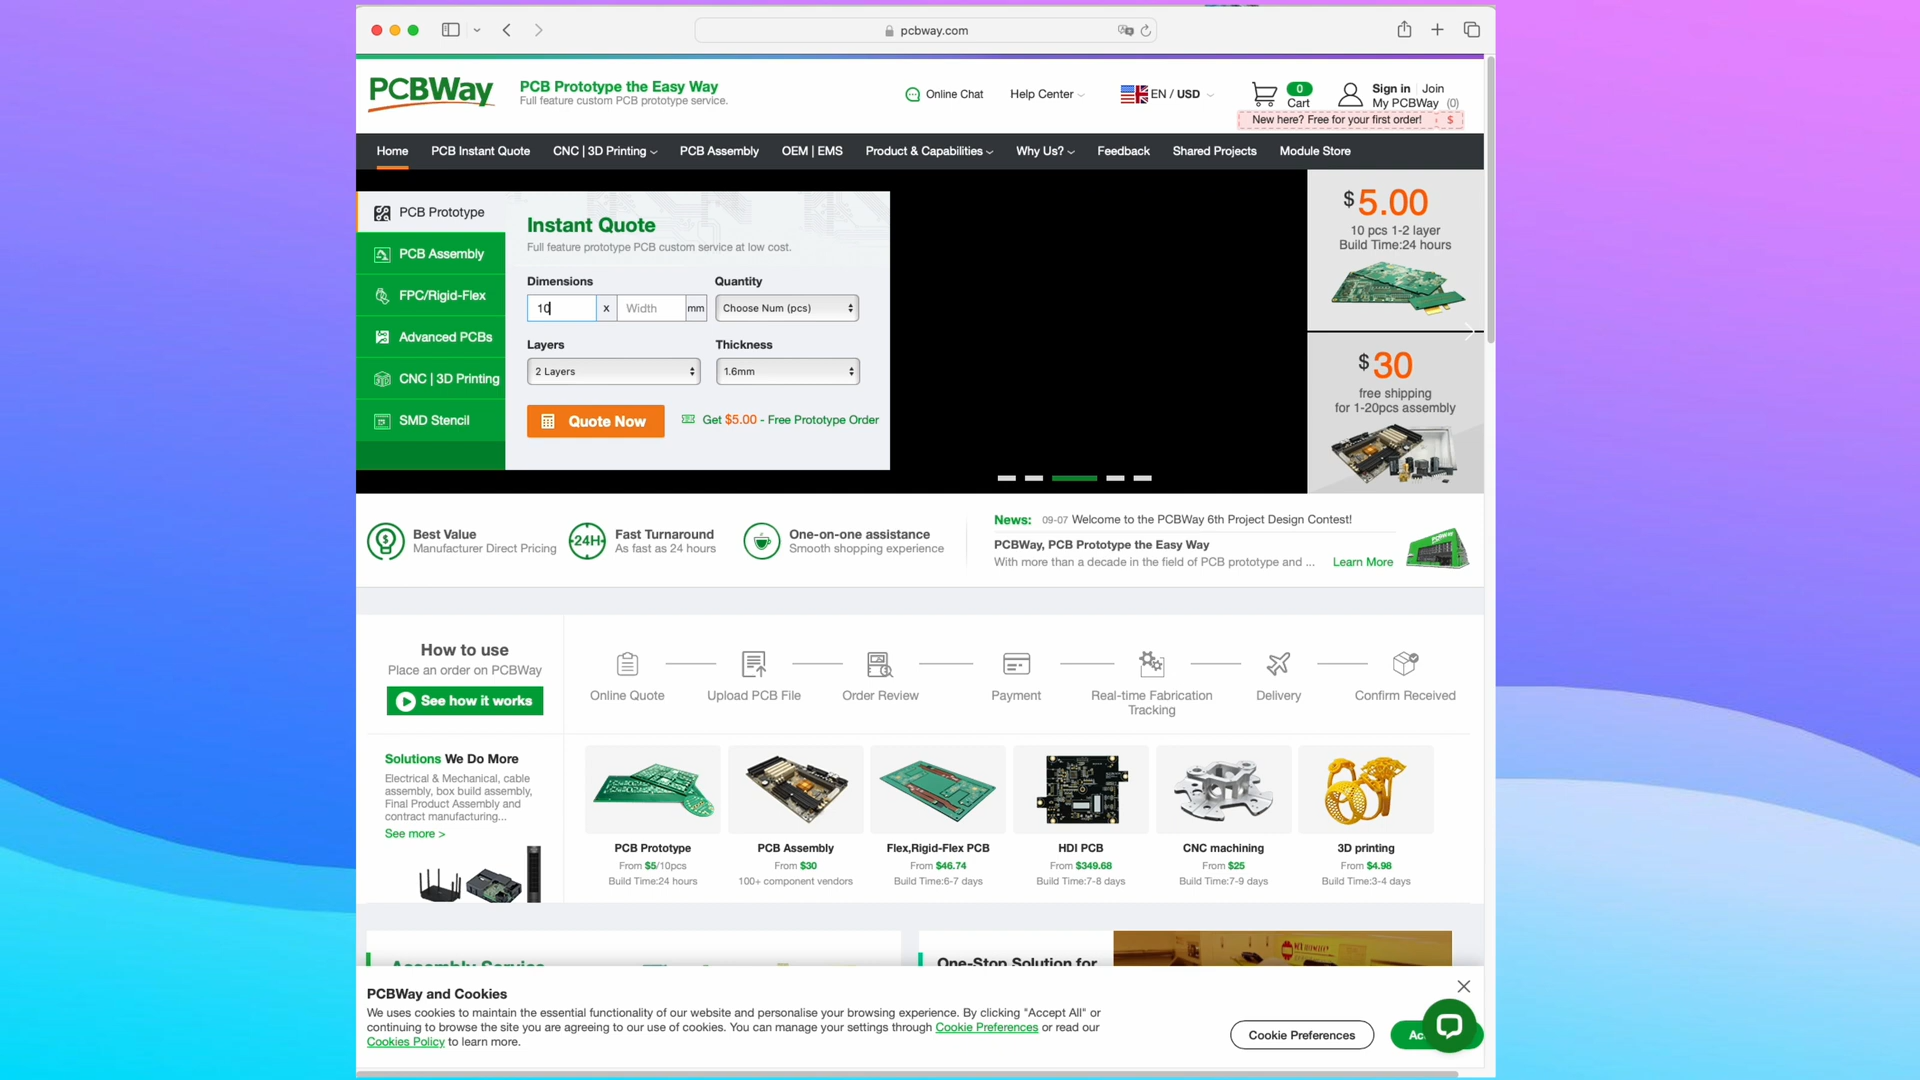 pcbway.com
PCBWay
PCB Prototype the Easy Way
Full feature custom PCB prototype service.
Online Chat
Help Center
EN / USD
0
Cart
Sign in | Join
My PCBWay (0)
New here? Free for your first order! $
Home
PCB Instant Quote
CNC | 3D Printing
PCB Assembly
OEM | EMS
Product & Capabilities
Why Us?
Feedback
Shared Projects
Module Store
PCB Prototype
PCB Assembly
FPC/Rigid-Flex
Advanced PCBs
CNC | 3D Printing
SMD Stencil
Instant Quote
Full feature prototype PCB custom service at low cost.
Dimensions
Quantity
10 x Width mm
Choose Num (pcs)
Layers
Thickness
2 Layers
1.6mm
Quote Now
Get $5.00 - Free Prototype Order
$5.00
10 pcs 1-2 layer
Build Time:24 hours
$30
free shipping
for 1-20pcs assembly
Best Value
Manufacturer Direct Pricing
24H
Fast Turnaround
As fast as 24 hours
One-on-one assistance
Smooth shopping experience
News: 09-07 Welcome to the PCBWay 6th Project Design Contest!
PCBWay, PCB Prototype the Easy Way
With more than a decade in the field of PCB prototype and ... Learn More
How to use
Place an order on PCBWay
See how it works
Online Quote
Upload PCB File
Order Review
Payment
Real-time Fabrication
Tracking
Delivery
Confirm Received
Solutions We Do More
Electrical & Mechanical, cable
assembly, box build assembly,
Final Product Assembly and
contract manufacturing...
See more >
PCB Prototype
From $5/10pcs
Build Time:24 hours
PCB Assembly
From $30
100+ component vendors
Flex,Rigid-Flex PCB
From $46.74
Build Time:6-7 days
HDI PCB
From $349.68
Build Time:7-8 days
CNC machining
From $25
Build Time:7-9 days
3D printing
From $4.98
Build Time:3-4 days
Assembly Service
One-Stop Solution for
PCBWay and Cookies
We uses cookies to maintain the essential functionality of our website and personalise your browsing experience. By clicking "Accept All" or
continuing to browse the site you are agreeing to our use of cookies. You can manage your settings through Cookie Preferences or read our
Cookies Policy to learn more.
Cookie Preferences